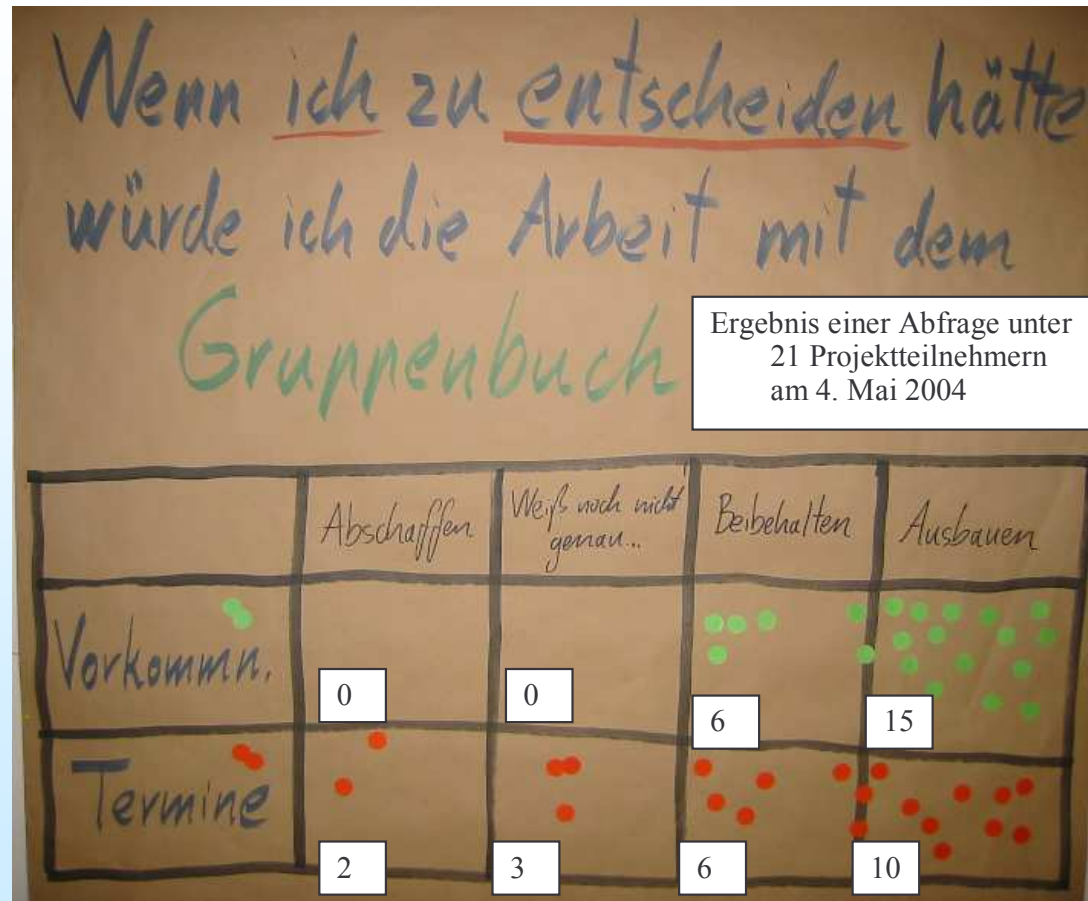 Wenn ich zu entscheiden hätte
würde ich die Arbeit mit dem
Gruppenbuch
Ergebnis einer Abfrage unter
21 Projektteilnehmern
am 4. Mai 2004
Abschaffen
Weiß noch nicht
genau...
Beibehalten
Ausbauen
Vorkommn.
0
0
6
15
Termine
2
3
6
10